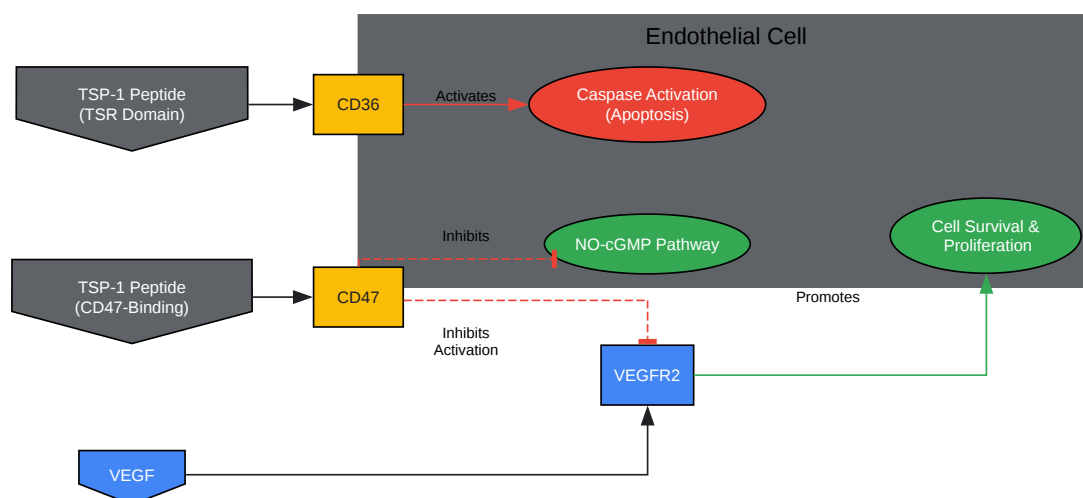 Endothelial Cell
TSP-1 Peptide
(TSR Domain)
CD36
Activates
Caspase Activation
(Apoptosis)
Inhibits
NO-cGMP Pathway
Cell Survival &
Proliferation
TSP-1 Peptide
(CD47-Binding)
CD47
Promotes
Inhibits
Activation
VEGFR2
VEGF